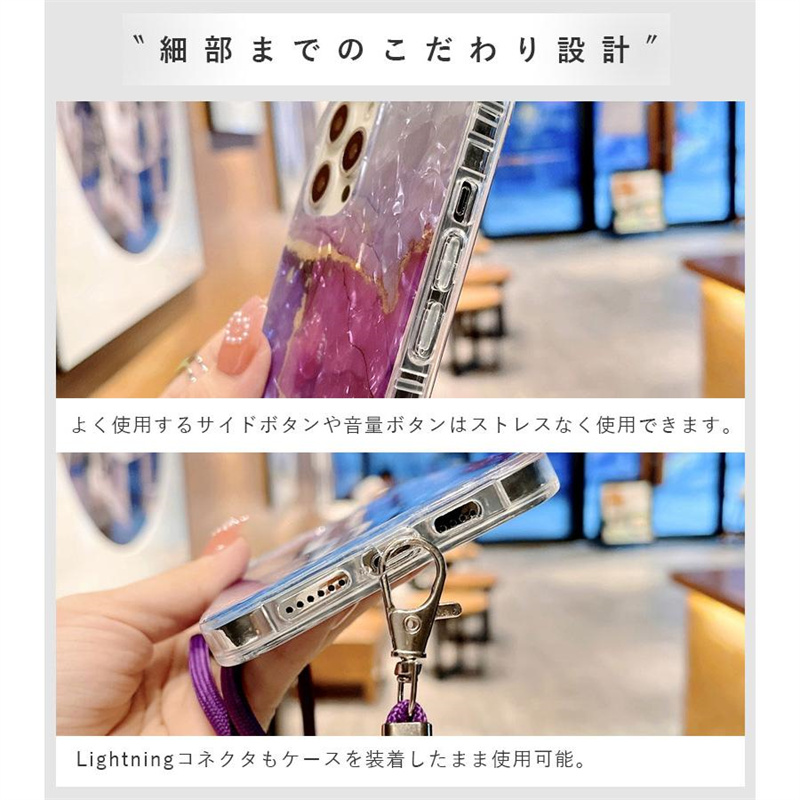 〝細部までのこだわり設計〞
よく使用するサイドボタンや音量ボタンはストレスなく使用できます。
Lightningコネクタもケースを装着したまま使用可能。